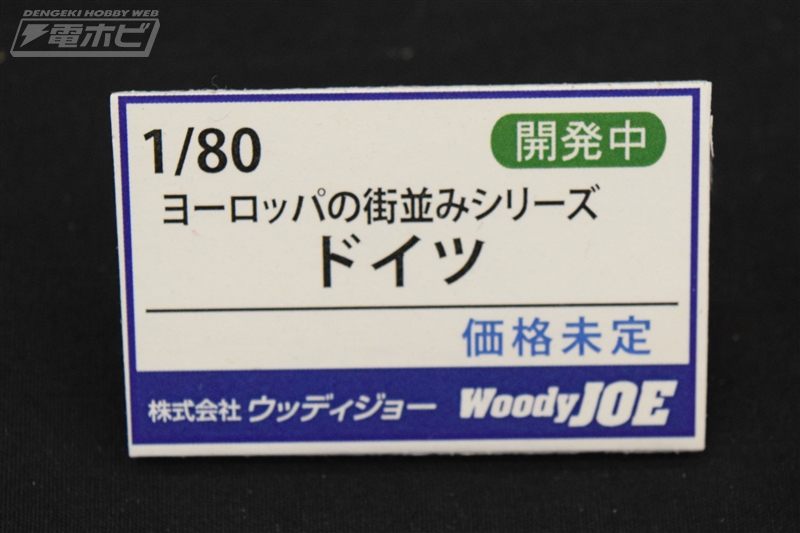 DENGEKI HOBBY WEB
電ホビ
1/80
開発中
ヨーロッパの街並みシリーズ
ドイツ
価格未定
株式会社 ウッディジョー Woody JOE